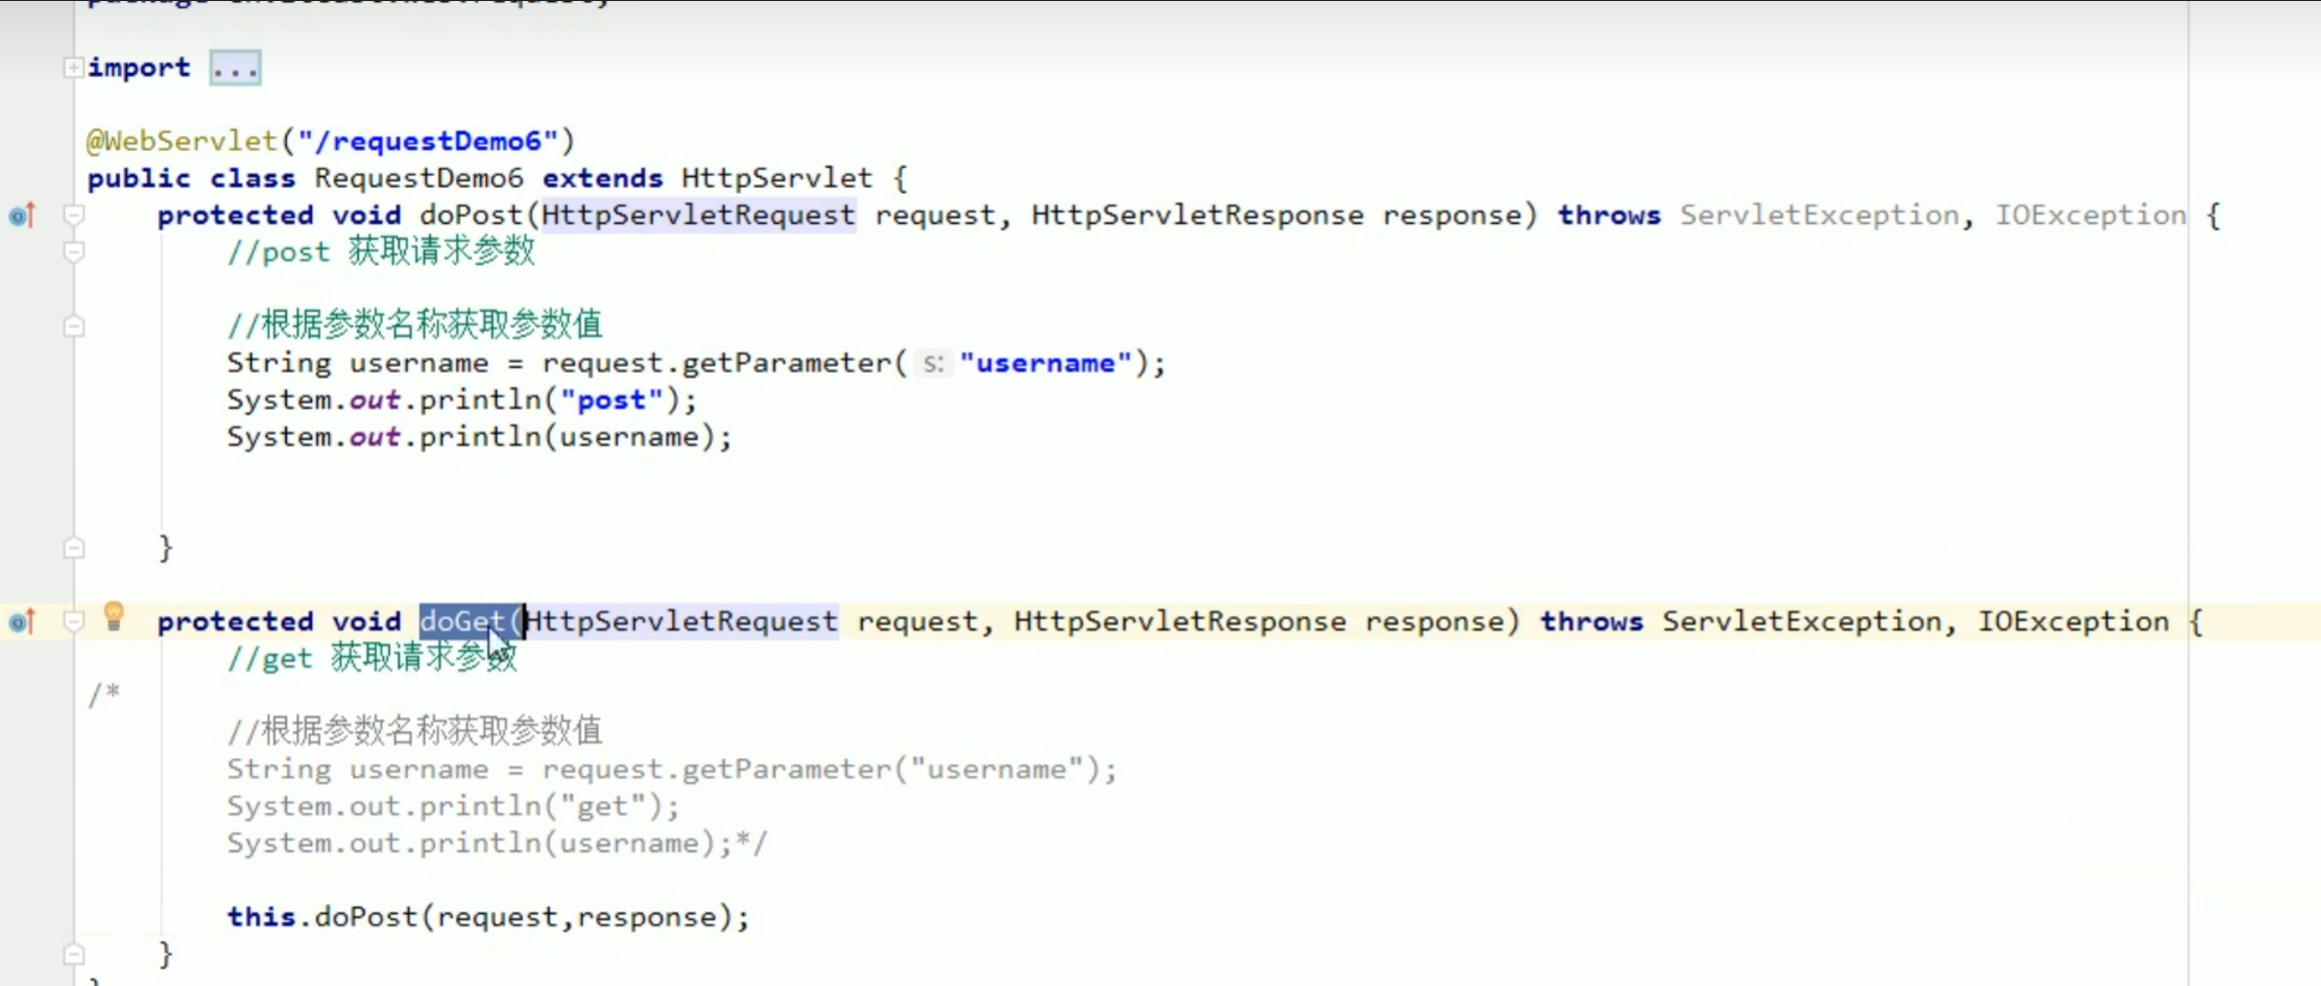 import ...
@WebServlet("/requestDemo6")
public class RequestDemo6 extends HttpServlet {
protected void doPost(HttpServletRequest request, HttpServletResponse response) throws ServletException, IOException {
//post 获取请求参数
//根据参数名称获取参数值
String username = request.getParameter( s: "username");
System.out.println("post");
System.out.println(username);
}
protected void doGet(HttpServletRequest request, HttpServletResponse response) throws ServletException, IOException {
//get 获取请求参数
/*
//根据参数名称获取参数值
String username = request.getParameter("username");
System.out.println("get");
System.out.println(username);*/
this.doPost(request,response);
}